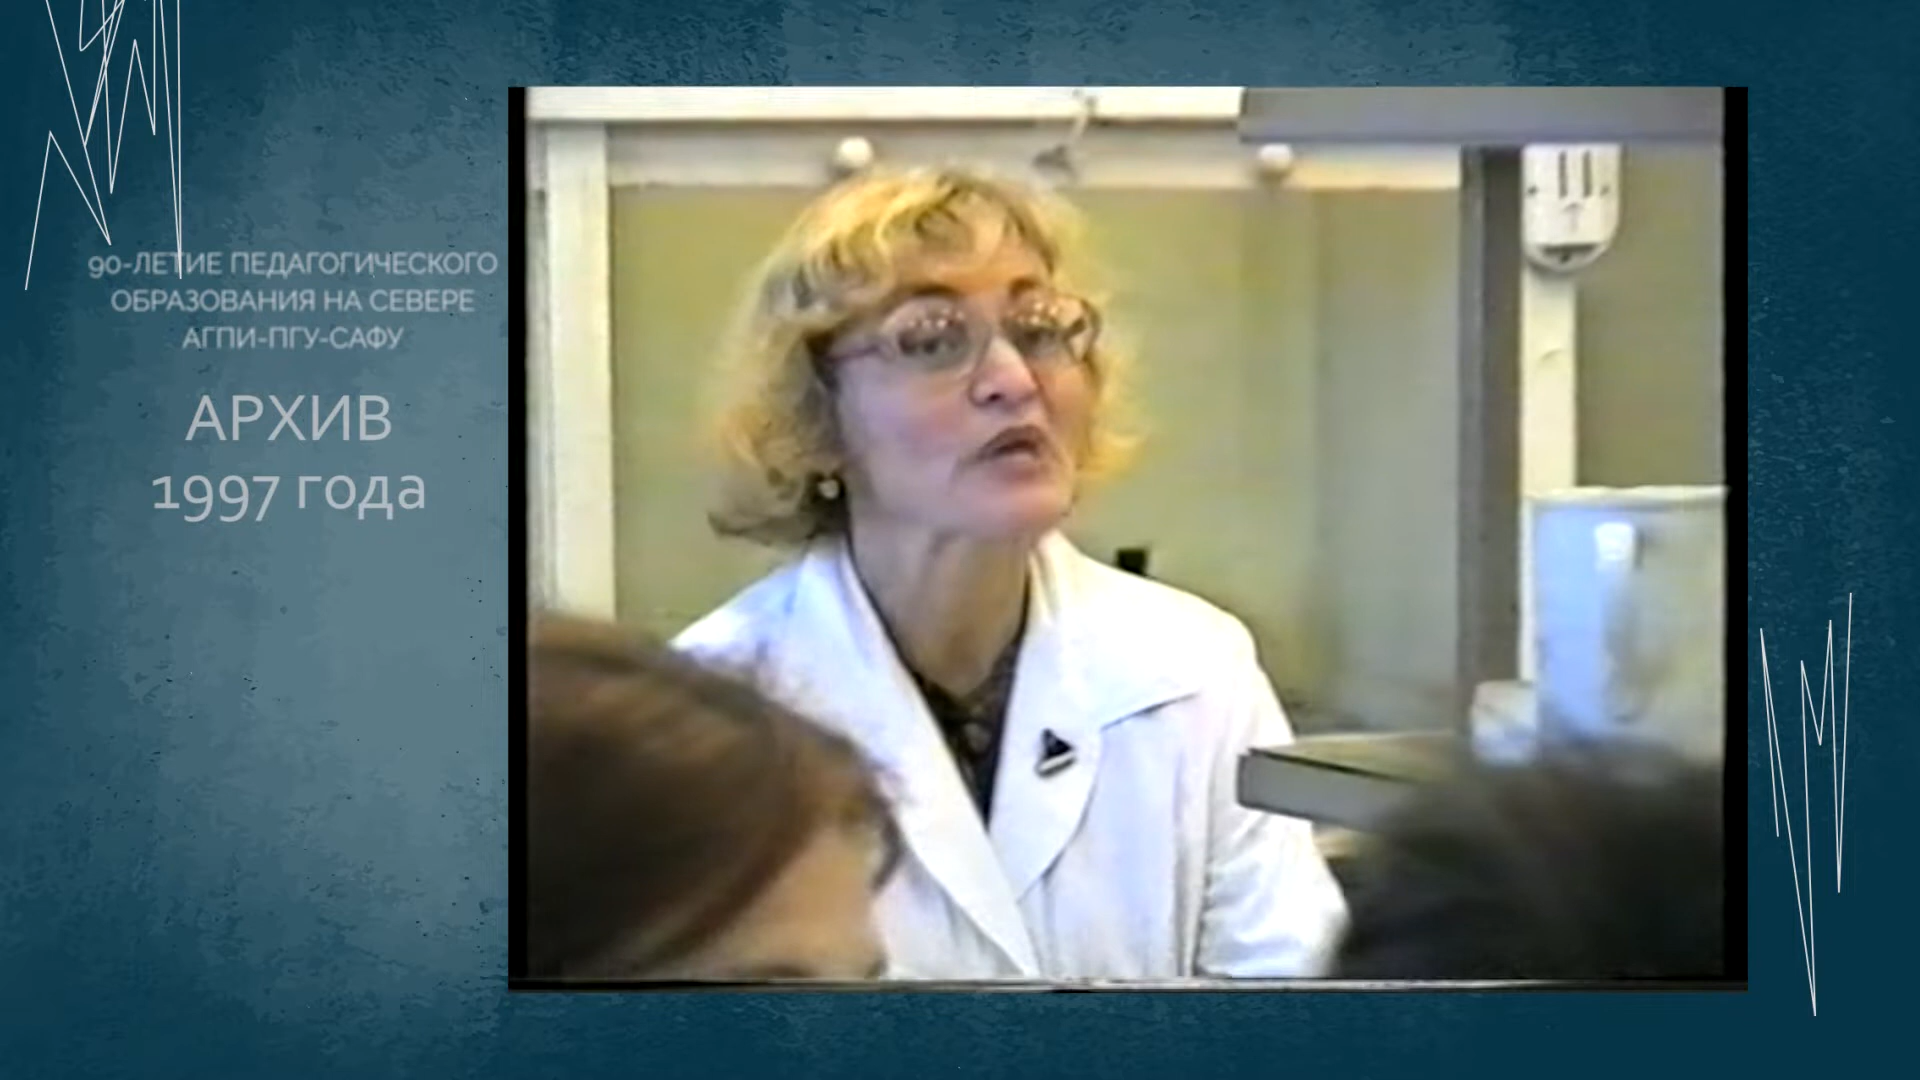 90-ЛЕТИЕ ПЕДАГОГИЧЕСКОГО
ОБРАЗОВАНИЯ НА СЕВЕРЕ
АГПИ-ПГУ-САФУ
АРХИВ
1997 года